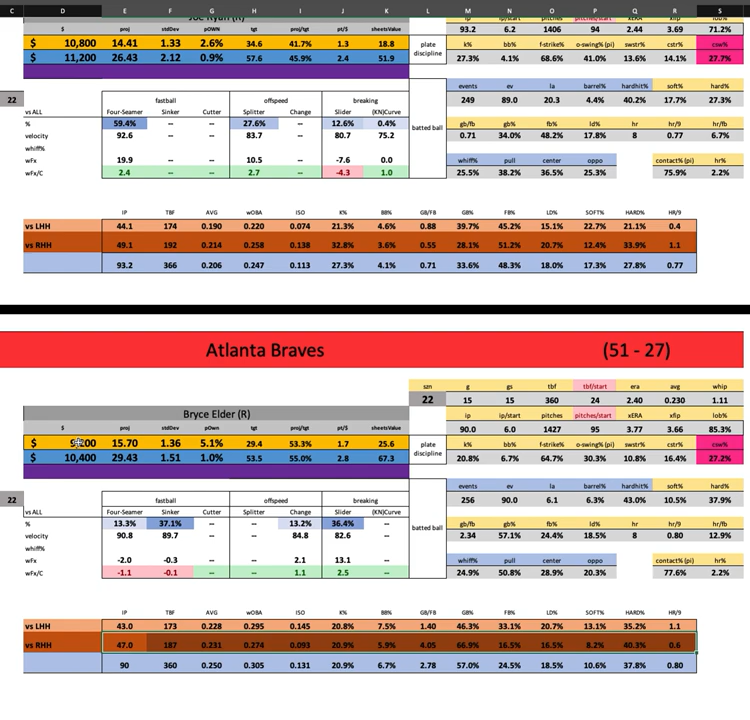 C D E F G H I J K L M N O P Q R S
Joe Ryan (R) ip ip/start pitches pitches/start xERA xfip lob%
$ proj stdDev pOWN tgt proj/tgt pt/$ sheetsValue 93.2 6.2 1406 94 2.44 3.69 71.2%
$ 10,800 14.41 1.33 2.6% 34.6 41.7% 1.3 18.8 plate discipline k% bb% f-strike% o-swing% (pi) swstr% cstr% csw%
$ 11,200 26.43 2.12 0.9% 57.6 45.9% 2.4 51.9 27.3% 4.1% 68.6% 41.0% 13.6% 14.1% 27.7%
events ev la barrel% hardhit% soft% hard%
22 fastball offspeed breaking 249 89.0 20.3 4.4% 40.2% 17.7% 27.3%
vs ALL Four-Seamer Sinker Cutter Splitter Change Slider (KN)Curve
% 59.4% -- -- 27.6% -- 12.6% 0.4% batted ball gb/fb gb% fb% ld% hr hr/9 hr/fb
velocity 92.6 -- -- 83.7 -- 80.7 75.2 0.71 34.0% 48.2% 17.8% 8 0.77 6.7%
whiff%
wFx 19.9 10.5 -7.6 0.0 whiff% pull center oppo contact% (pi) hr%
wFx/C 2.4 -- -- 2.7 -- -4.3 1.0 25.5% 38.2% 36.5% 25.3% 75.9% 2.2%
IP TBF AVG wOBA ISO K% BB% GB/FB GB% FB% LD% SOFT% HARD% HR/9
vs LHH 44.1 174 0.190 0.220 0.074 21.3% 4.6% 0.88 39.7% 45.2% 15.1% 22.7% 21.1% 0.4
vs RHH 49.1 192 0.214 0.258 0.138 32.8% 3.6% 0.55 28.1% 51.2% 20.7% 12.4% 33.9% 1.1
93.2 366 0.206 0.247 0.113 27.3% 4.1% 0.71 33.6% 48.3% 18.0% 17.3% 27.8% 0.77
Atlanta Braves (51 - 27)
szn g gs tbf tbf/start era avg whip
22 15 15 360 24 2.40 0.230 1.11
Bryce Elder (R) ip ip/start pitches pitches/start xERA xfip lob%
$ proj stdDev pOwn tgt proj/tgt pt/$ sheetsValue 90.0 6.0 1427 95 3.77 3.66 85.3%
$ 9,200 15.70 1.36 5.1% 29.4 53.3% 1.7 25.6 plate discipline k% bb% f-strike% o-swing% (pi) swstr% cstr% csw%
$ 10,400 29.43 1.51 1.0% 53.5 55.0% 2.8 67.3 20.8% 6.7% 64.7% 30.3% 10.8% 16.4% 27.2%
events ev la barrel% hardhit% soft% hard%
22 fastball offspeed breaking 256 90.0 6.1 6.3% 43.0% 10.5% 37.9%
vs ALL Four-Seamer Sinker Cutter Splitter Change Slider (KN)Curve
% 13.3% 37.1% -- -- 13.2% 36.4% -- batted ball gb/fb gb% fb% ld% hr hr/9 hr/fb
velocity 90.8 89.7 -- -- 84.8 82.6 -- 2.34 57.1% 24.4% 18.5% 8 0.80 12.9%
whiff%
wFx -2.0 -0.3 2.1 13.1 whiff% pull center oppo contact% (pi) hr%
wFx/C -1.1 -0.1 -- -- 1.1 2.5 -- 24.9% 50.8% 28.9% 20.3% 77.6% 2.2%
IP TBF AVG wOBA ISO K% BB% GB/FB GB% FB% LD% SOFT% HARD% HR/9
vs LHH 43.0 173 0.228 0.295 0.145 20.8% 7.5% 1.40 46.3% 33.1% 20.7% 13.1% 35.2% 1.1
vs RHH 47.0 187 0.231 0.274 0.093 20.9% 5.9% 4.05 66.9% 16.5% 16.5% 8.2% 40.3% 0.6
90 360 0.250 0.305 0.131 20.9% 6.7% 2.78 57.0% 24.5% 18.5% 10.6% 37.8% 0.80